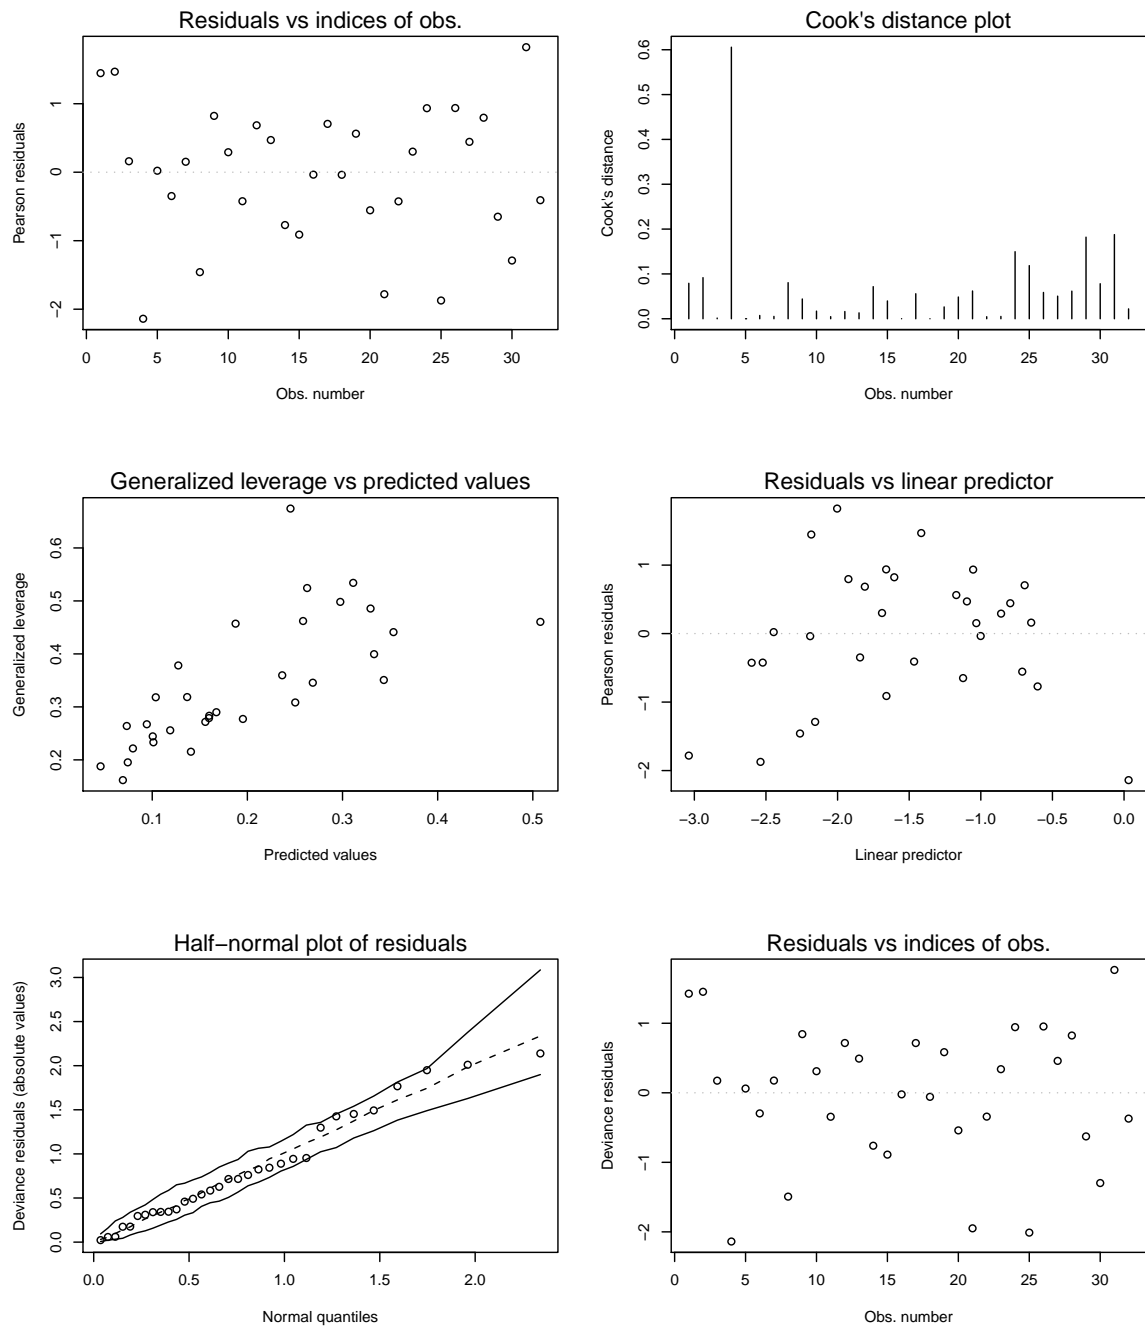 Residuals vs indices of obs.
Pearson residuals
1
0
−1
−2
0 5 10 15 20 25 30
Obs. number
Cook's distance plot
Cook's distance
0.6
0.5
0.4
0.3
0.2
0.1
0.0
0 5 10 15 20 25 30
Obs. number
Generalized leverage vs predicted values
Generalized leverage
0.6
0.5
0.4
0.3
0.2
0.1 0.2 0.3 0.4 0.5
Predicted values
Residuals vs linear predictor
Pearson residuals
1
0
−1
−2
−3.0 −2.5 −2.0 −1.5 −1.0 −0.5 0.0
Linear predictor
Half−normal plot of residuals
Deviance residuals (absolute values)
3.0
2.5
2.0
1.5
1.0
0.5
0.0
0.0 0.5 1.0 1.5 2.0
Normal quantiles
Residuals vs indices of obs.
Deviance residuals
1
0
−1
−2
0 5 10 15 20 25 30
Obs. number